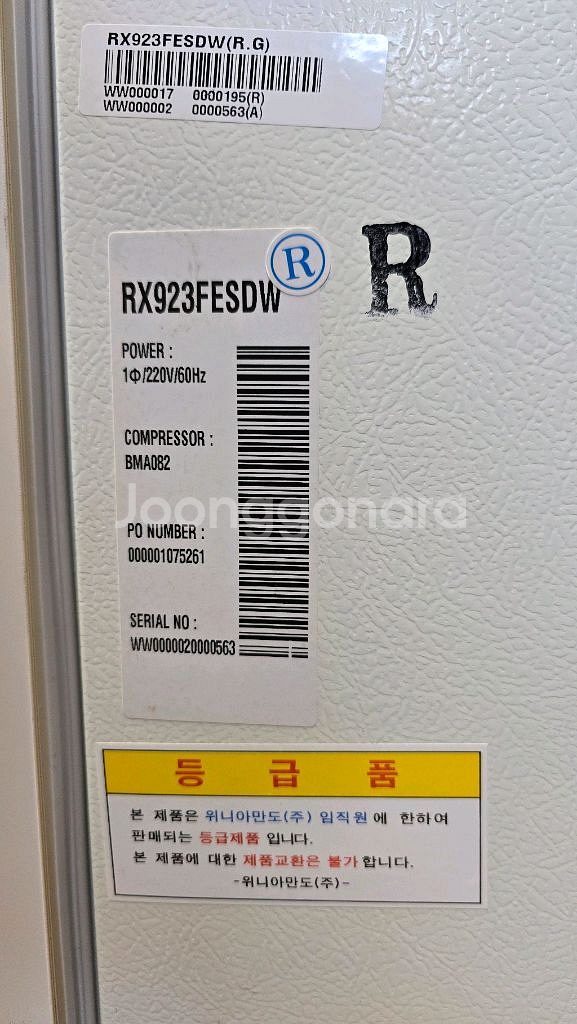 RX923FESDW(R.G)
WW000017 0000195(R)
WW000002 0000563(A)
R
R
RX923FESDW
POWER :
1Φ/220V/60Hz
COMPRESSOR :
BMA082
Joonggonara
PO NUMBER :
000001075261
SERIAL NO :
WW0000020000563
등 급 품
본 제품은 위니아만도(주) 임직원에 한하여
판매되는 등급제품 입니다.
본 제품에 대한 제품교환은 불가합니다.
-위니아만도(주)-